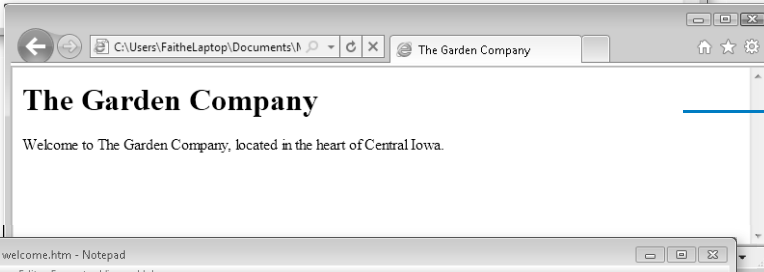 C:\Users\FaitheLaptop\Documents\
The Garden Company
The Garden Company
Welcome to The Garden Company, located in the heart of Central Iowa.
welcome.htm - Notepad